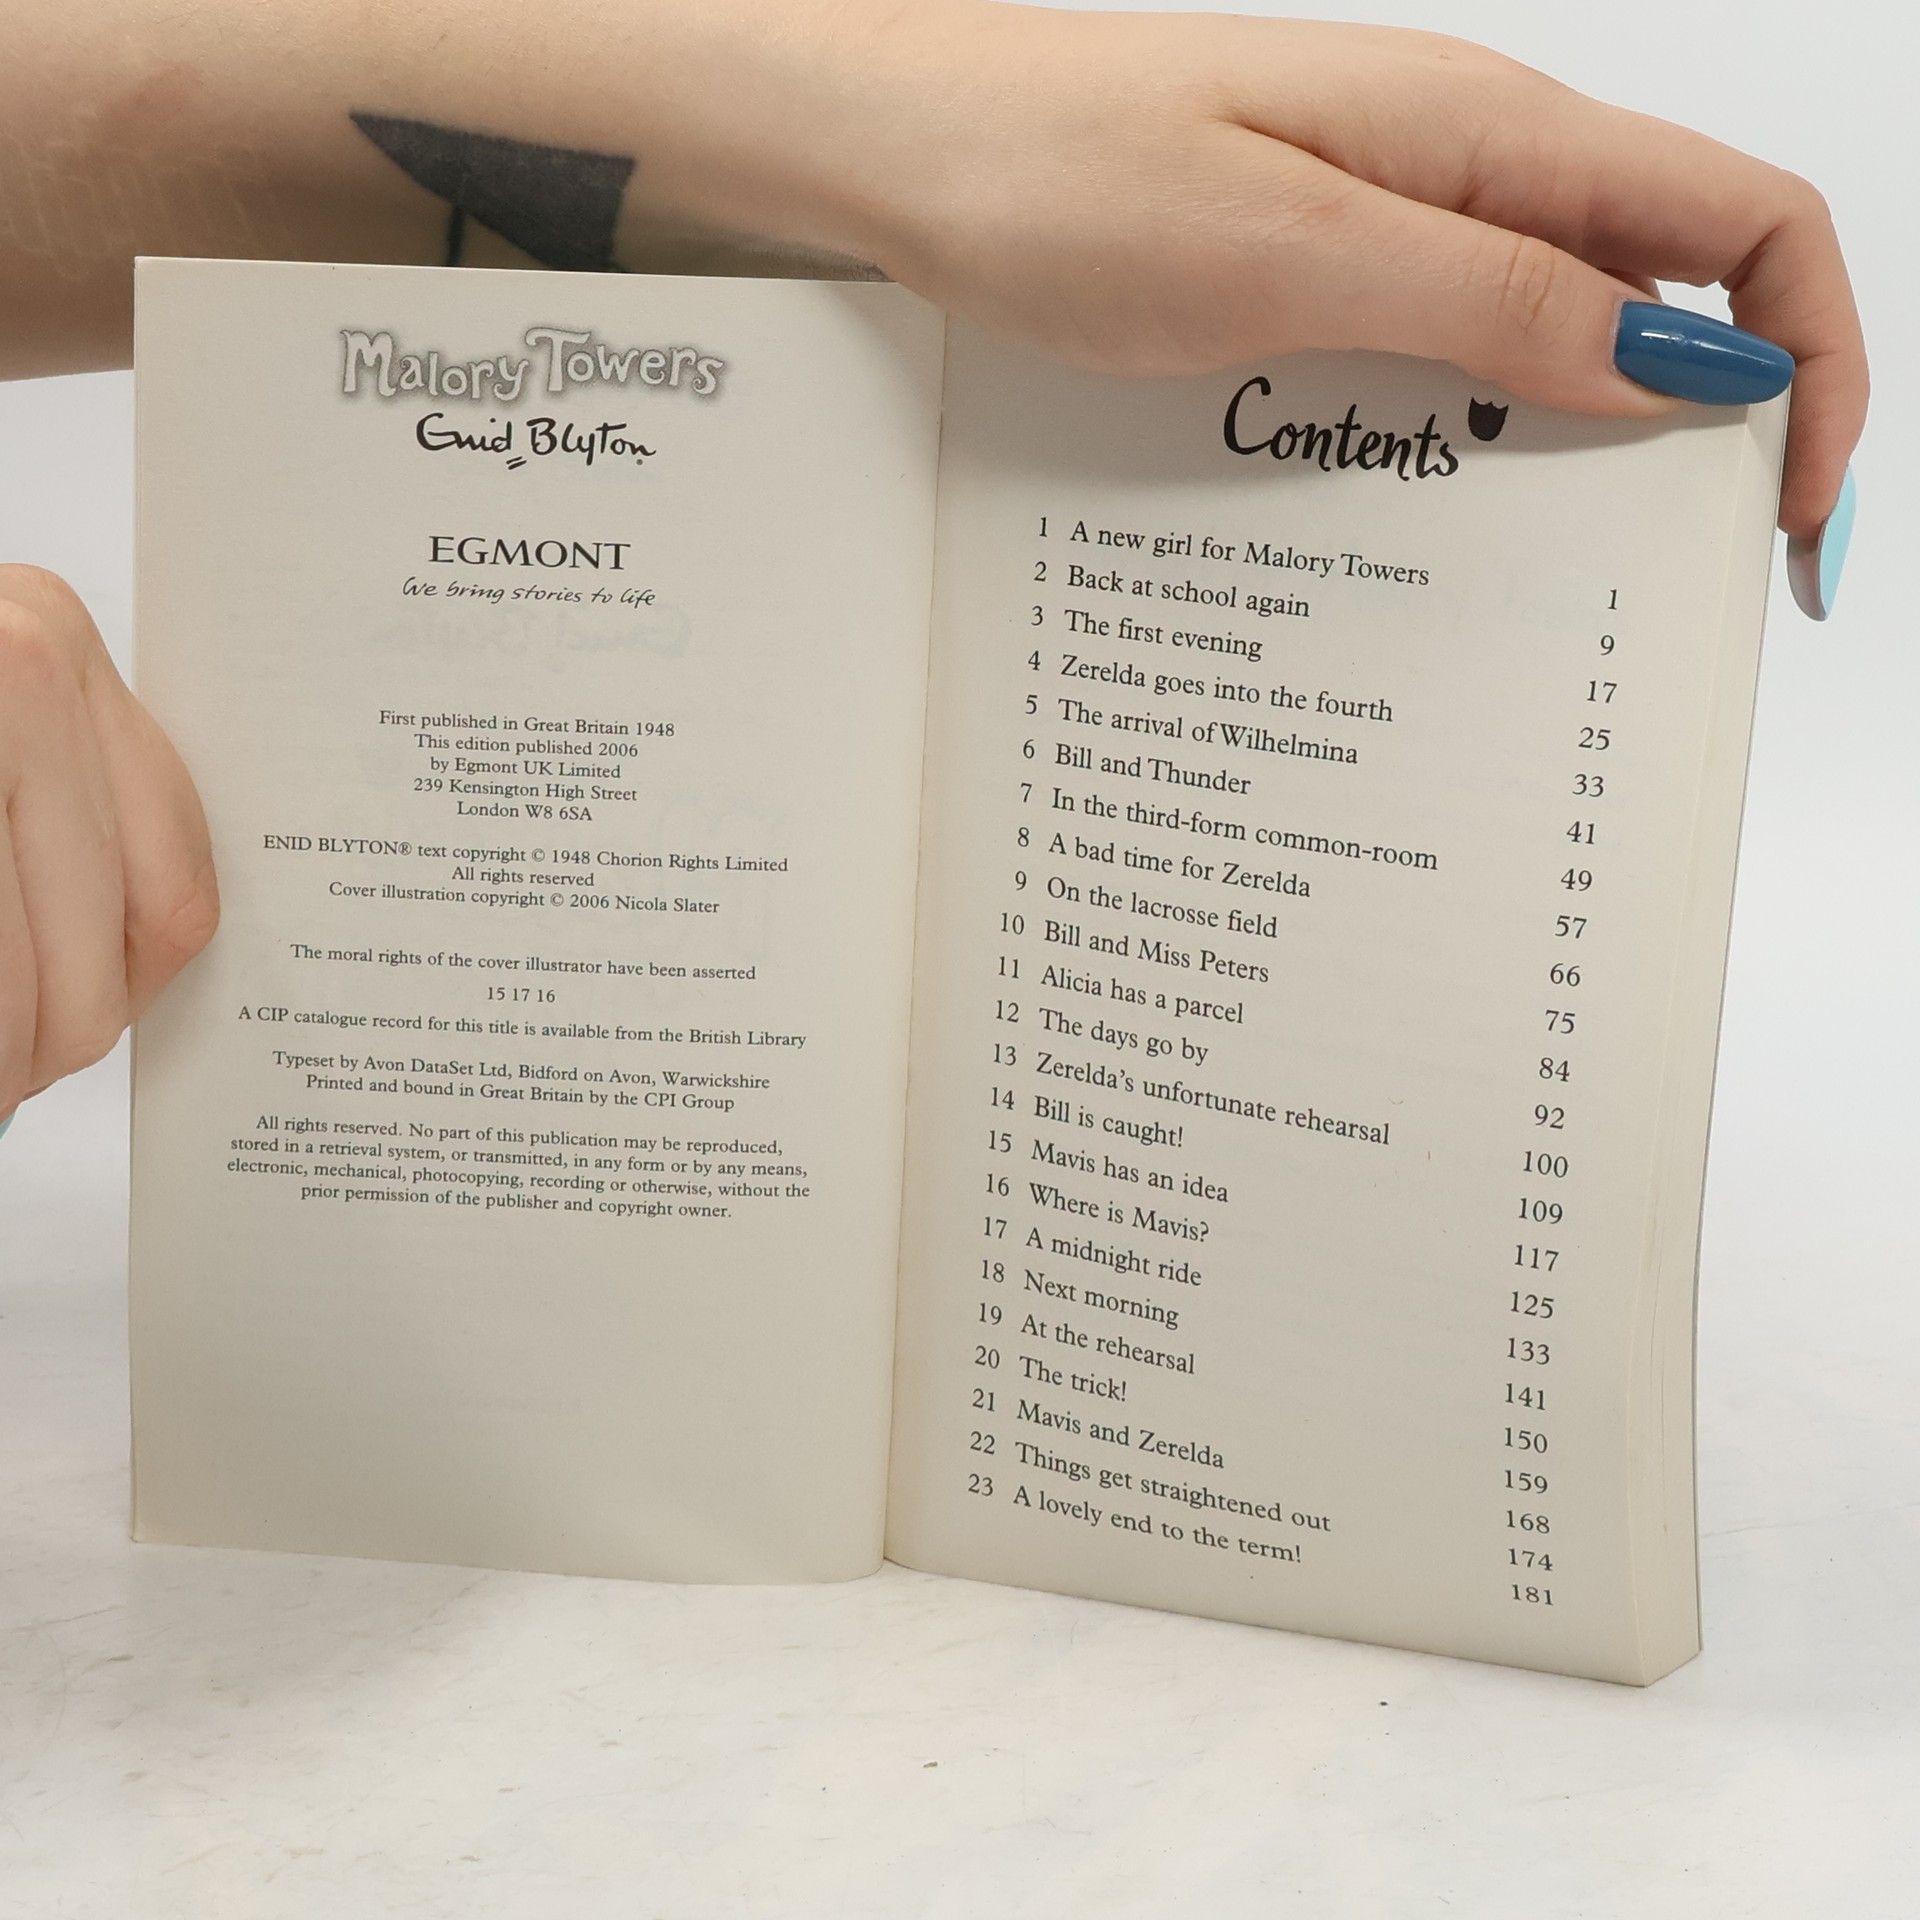 Malory Towers
Enid Blyton
EGMONT
We bring stories to life
First published in Great Britain 1948
This edition published 2006
by Egmont UK Limited
239 Kensington High Street
London W8 6SA
ENID BLYTON® text copyright © 1948 Chorion Rights Limited
All rights reserved
Cover illustration copyright © 2006 Nicola Slater
The moral rights of the cover illustrator have been asserted
15 17 16
A CIP catalogue record for this title is available from the British Library
Typeset by Avon DataSet Ltd, Bidford on Avon, Warwickshire
Printed and bound in Great Britain by the CPI Group
All rights reserved. No part of this publication may be reproduced,
stored in a retrieval system, or transmitted, in any form or by any means,
electronic, mechanical, photocopying, recording or otherwise, without the
prior permission of the publisher and copyright owner.
Contents
1 A new girl for Malory Towers 1
2 Back at school again 9
3 The first evening 17
4 Zerelda goes into the fourth 25
5 The arrival of Wilhelmina 33
6 Bill and Thunder 41
7 In the third-form common-room 49
8 A bad time for Zerelda 57
9 On the lacrosse field 66
10 Bill and Miss Peters 75
11 Alicia has a parcel 84
12 The days go by 92
13 Zerelda's unfortunate rehearsal 100
14 Bill is caught! 109
15 Mavis has an idea 117
16 Where is Mavis? 125
17 A midnight ride 133
18 Next morning 141
19 At the rehearsal 150
20 The trick! 159
21 Mavis and Zerelda 168
22 Things get straightened out 174
23 A lovely end to the term! 181